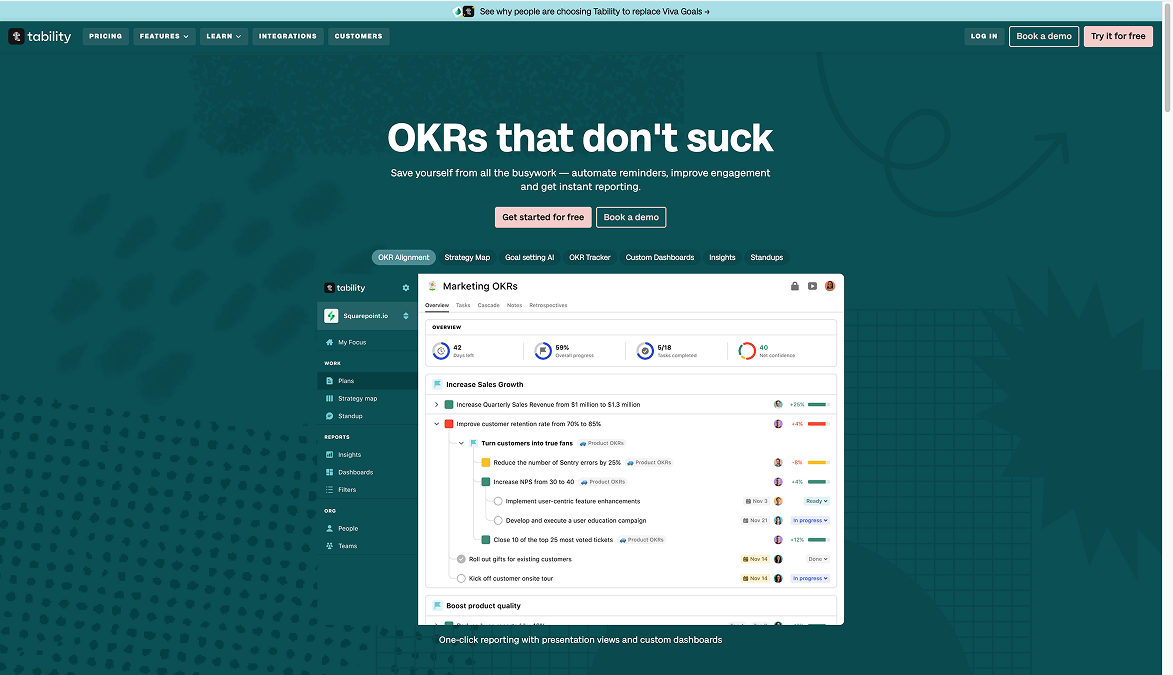 See why people are choosing Tability to replace Viva Goals →
tability
PRICING
FEATURES
LEARN
INTEGRATIONS
CUSTOMERS
LOG IN
Book a demo
Try it for free
OKRs that don't suck
Save yourself from all the busywork — automate reminders, improve engagement
and get instant reporting.
Get started for free
Book a demo
OKR Alignment
Strategy Map
Goal setting AI
OKR Tracker
Custom Dashboards
Insights
Standups
tability
Squarepoint.io
My Focus
WORK
Plans
Strategy map
Standup
REPORTS
Insights
Dashboards
Filters
ORG
People
Teams
Marketing OKRs
Overview Tasks Cascade Notes Retrospectives
OVERVIEW
42
Days left
59%
Overall progress
5/18
Tasks completed
40
Net confidence
Increase Sales Growth
Increase Quarterly Sales Revenue from $1 million to $1.3 million +25%
Improve customer retention rate from 70% to 85% +4%
Turn customers into true fans Product OKRs
Reduce the number of Sentry errors by 25% Product OKRs -8%
Increase NPS from 30 to 40 Product OKRs +4%
Implement user-centric feature enhancements Nov 3 Ready
Develop and execute a user education campaign Nov 21 In progress
Close 10 of the top 25 most voted tickets Product OKRs +12%
Roll out gifts for existing customers Nov 14 Done
Kick off customer onsite tour Nov 14 In progress
Boost product quality
One-click reporting with presentation views and custom dashboards